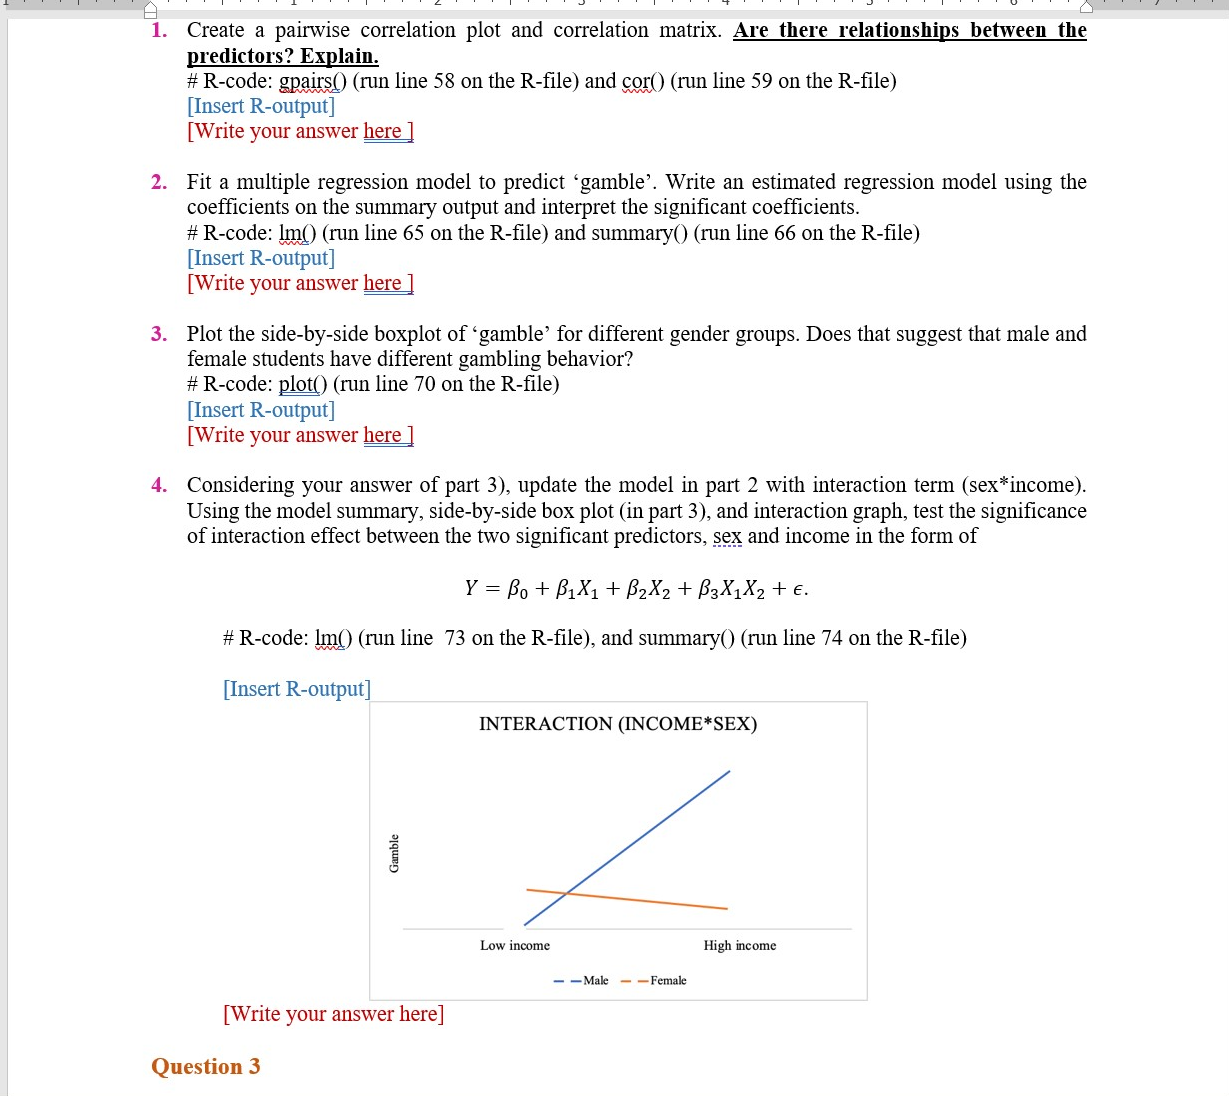 1. Create a pairwise correlation plot and correlation matrix. Are there relationships between the
predictors? Explain.
# R-code: gpairs() (run line 58 on the R-file) and cor() (run line 59 on the R-file)
[Insert R-output]
[Write your answer here ]
2. Fit a multiple regression model to predict ‘gamble’. Write an estimated regression model using the
coefficients on the summary output and interpret the significant coefficients.
# R-code: lm() (run line 65 on the R-file) and summary() (run line 66 on the R-file)
[Insert R-output]
[Write your answer here ]
3. Plot the side-by-side boxplot of ‘gamble’ for different gender groups. Does that suggest that male and
female students have different gambling behavior?
# R-code: plot() (run line 70 on the R-file)
[Insert R-output]
[Write your answer here ]
4. Considering your answer of part 3), update the model in part 2 with interaction term (sex*income).
Using the model summary, side-by-side box plot (in part 3), and interaction graph, test the significance
of interaction effect between the two significant predictors, sex and income in the form of
Y = β₀ + β₁X₁ + β₂X₂ + β₃X₁X₂ + ϵ.
# R-code: lm() (run line 73 on the R-file), and summary() (run line 74 on the R-file)
[Insert R-output]
INTERACTION (INCOME*SEX)
Gamble
Low income High income
Male Female
[Write your answer here]
Question 3